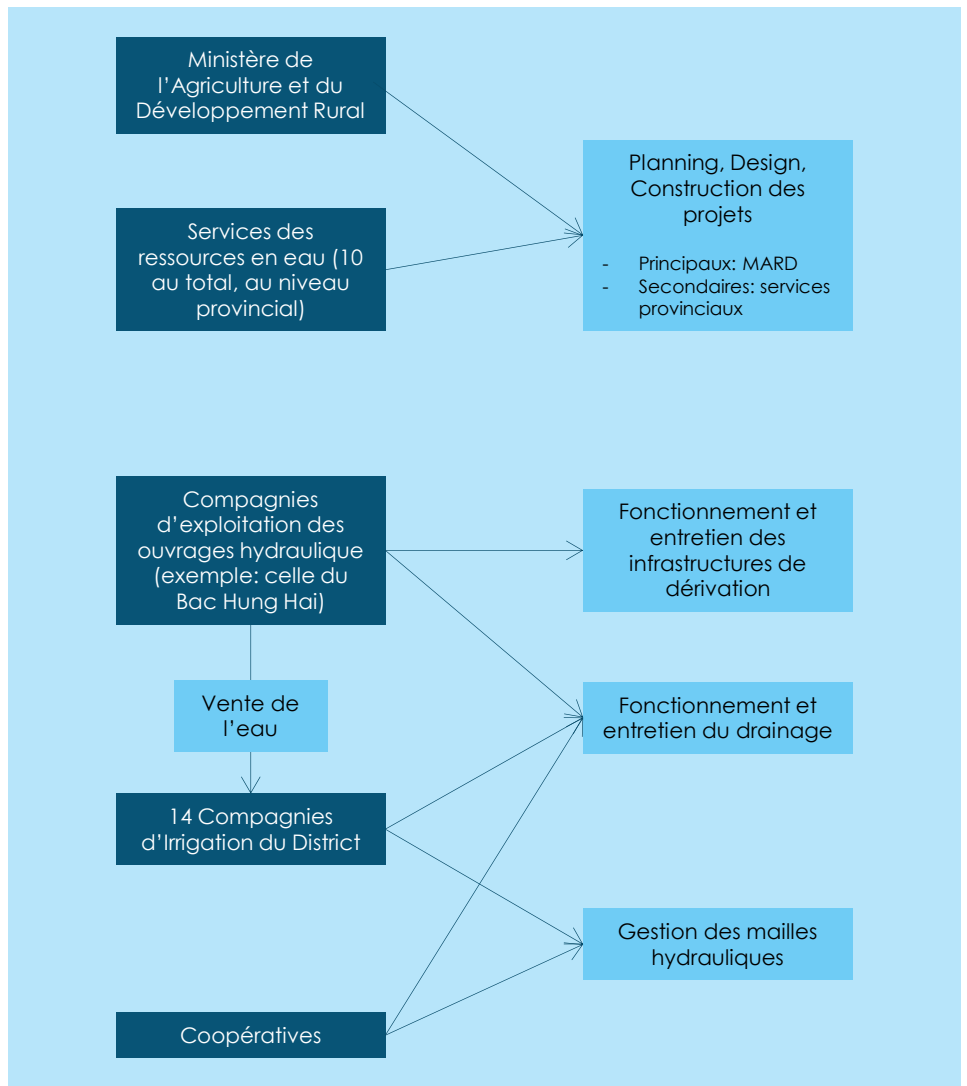 Ministère de
l'Agriculture et du
Développement Rural
Planning, Design,
Construction des
projets
- Principaux: MARD
- Secondaires: services
provinciaux
Services des
ressources en eau (10
au total, au niveau
provincial)
Compagnies
d'exploitation des
ouvrages hydraulique
(exemple: celle du
Bac Hung Hai)
Fonctionnement et
entretien des
infrastructures de
dérivation
Vente de
l'eau
Fonctionnement et
entretien du drainage
14 Compagnies
d'Irrigation du District
Gestion des mailles
hydrauliques
Coopératives